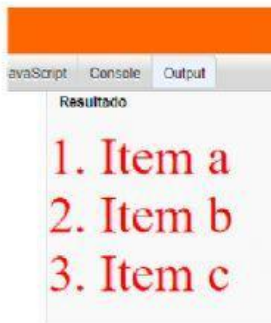 avaScript Console Output
Resultado
1. Item a
2. Item b
3. Item c